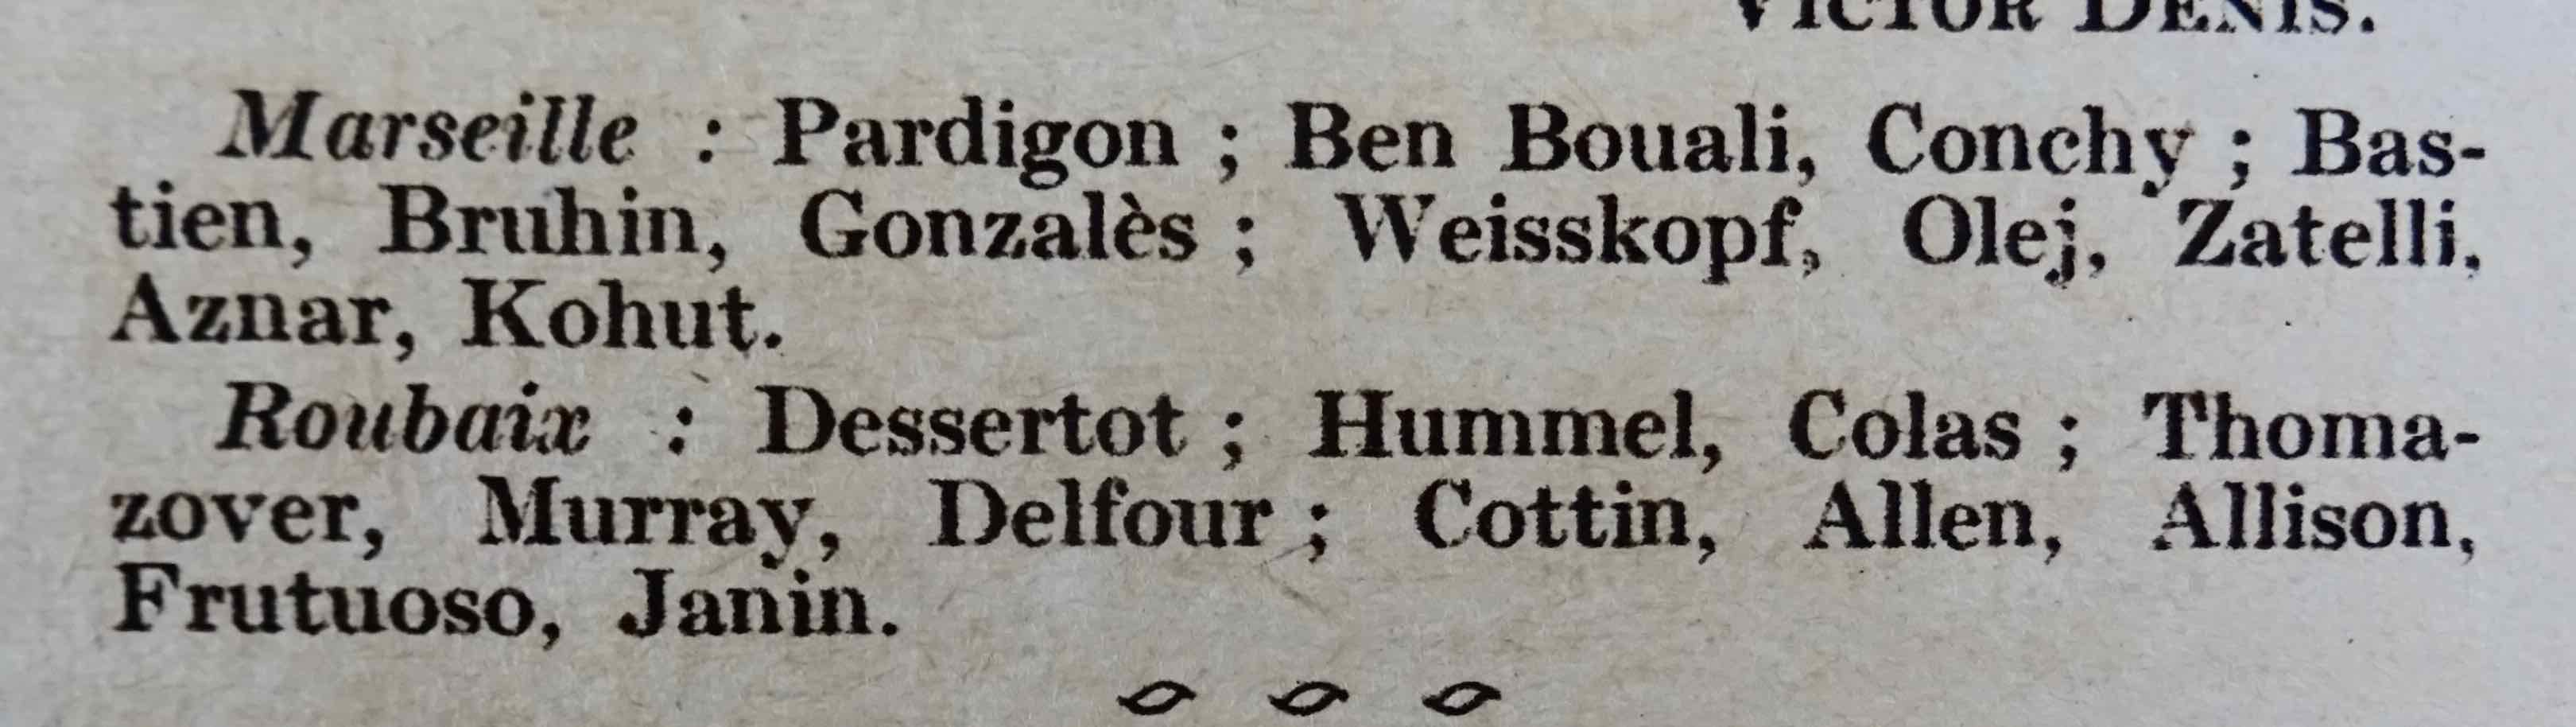 VICTOR DENIS.
Marseille : Pardigon ; Ben Bouali, Conchy ; Bas-
tien, Bruhin, Gonzalès ; Weisskopf, Olej, Zatelli,
Aznar, Kohut.
Roubaix : Dessertot ; Hummel, Colas ; Thoma-
zover, Murray, Delfour ; Cottin, Allen, Allison,
Frutuoso, Janin.